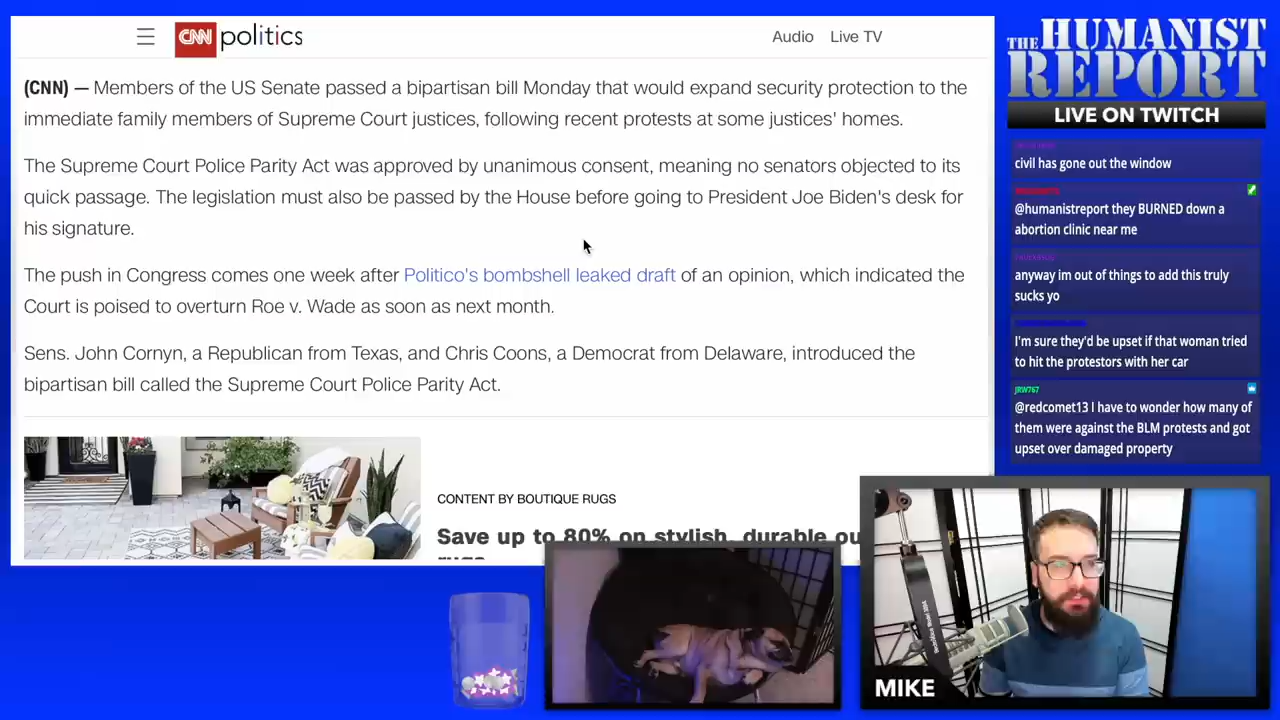 CNN politics
Audio Live TV
(CNN) — Members of the US Senate passed a bipartisan bill Monday that would expand security protection to the
immediate family members of Supreme Court justices, following recent protests at some justices' homes.
The Supreme Court Police Parity Act was approved by unanimous consent, meaning no senators objected to its
quick passage. The legislation must also be passed by the House before going to President Joe Biden's desk for
his signature.
The push in Congress comes one week after Politico's bombshell leaked draft of an opinion, which indicated the
Court is poised to overturn Roe v. Wade as soon as next month.
Sens. John Cornyn, a Republican from Texas, and Chris Coons, a Democrat from Delaware, introduced the
bipartisan bill called the Supreme Court Police Parity Act.
CONTENT BY BOUTIQUE RUGS
Save up to 80% on stylish, durable ou
THE HUMANIST
REPORT
LIVE ON TWITCH
civil has gone out the window
@humanistreport they BURNED down a
abortion clinic near me
anyway im out of things to add this truly
sucks yo
I'm sure they'd be upset if that woman tried
to hit the protestors with her car
JRW767
@redcomet13 I have to wonder how many of
them were against the BLM protests and got
upset over damaged property
MIKE